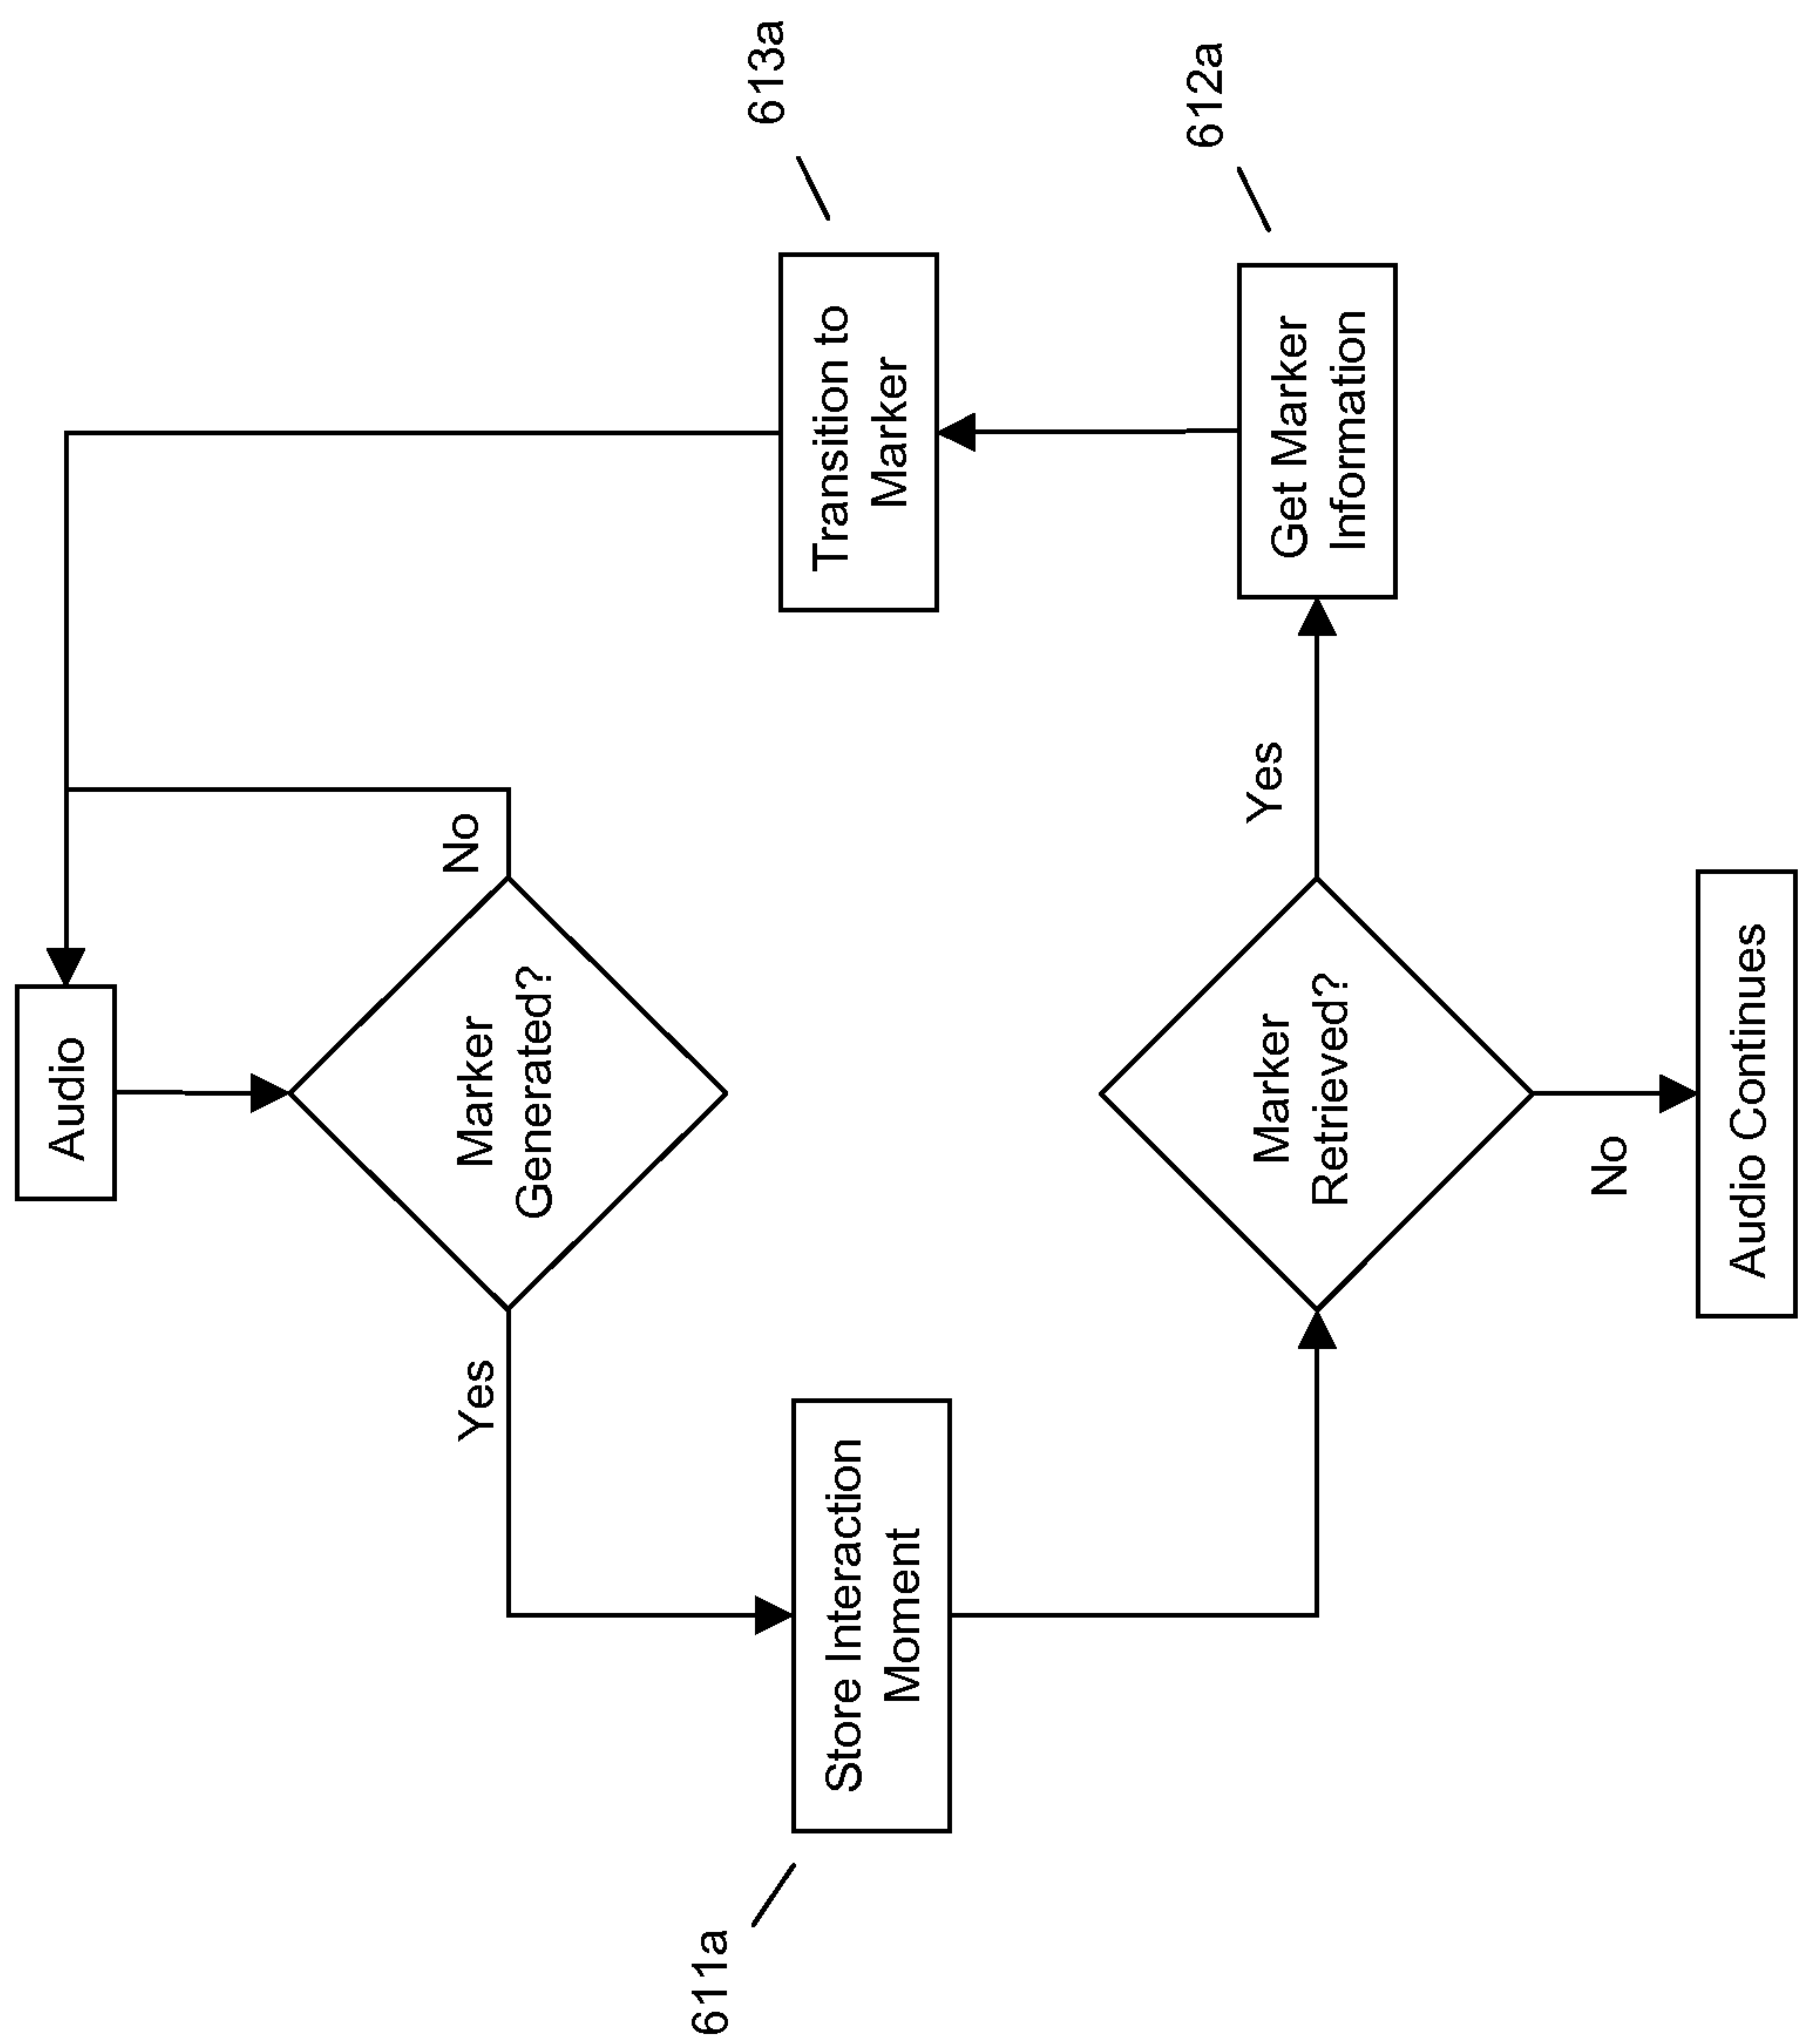 Audio
No
Marker
Generated?
Yes
613a
Transition to
Marker
Store Interaction
Moment
611a
612a
Get Marker
Information
Yes
Marker
Retrieved?
No
Audio Continues